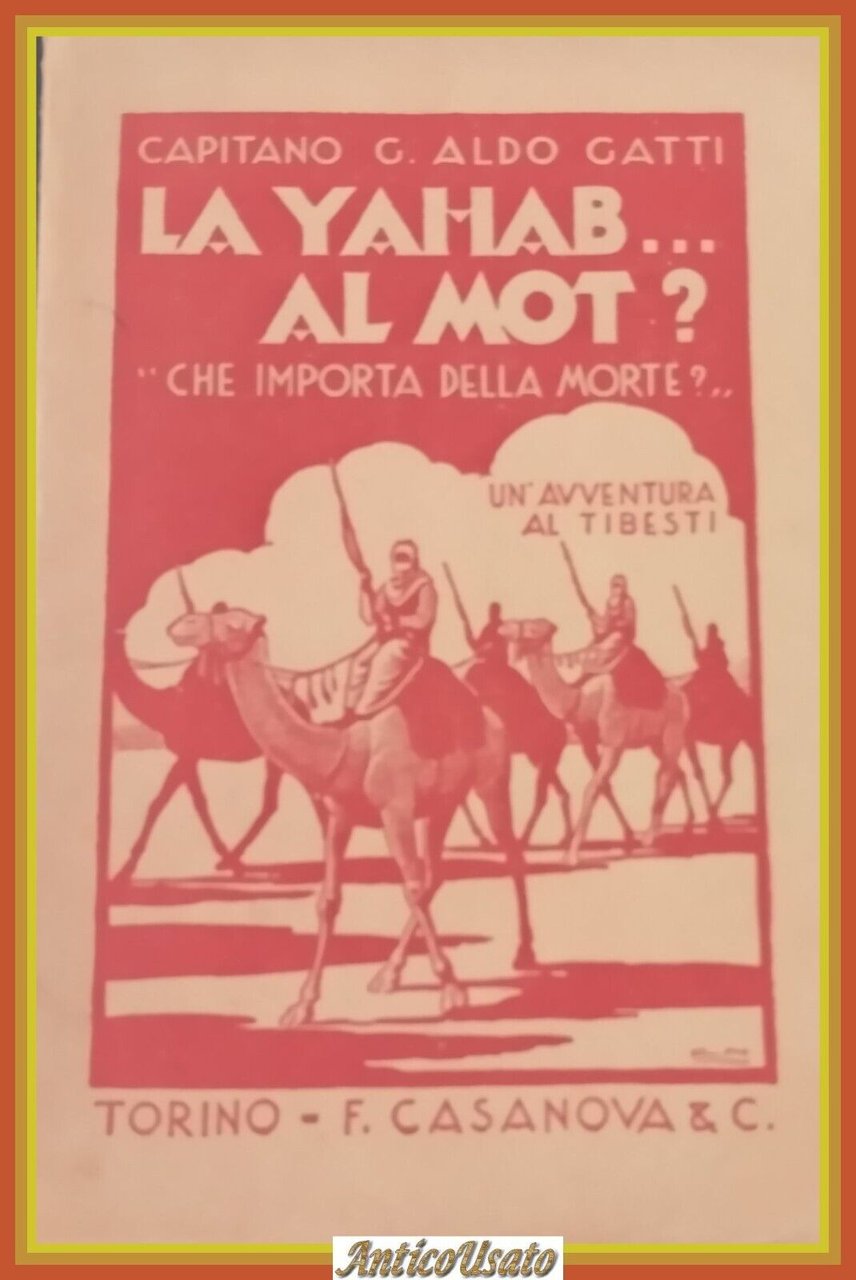 CAPITANO G. ALDO GATTI
LA YAHAB...
AL MOT?
"CHE IMPORTA DELLA MORTE?„
UN'AVVENTURA
AL TIBESTI
TORINO - F. CASANOVA & C.
AnticoUsato